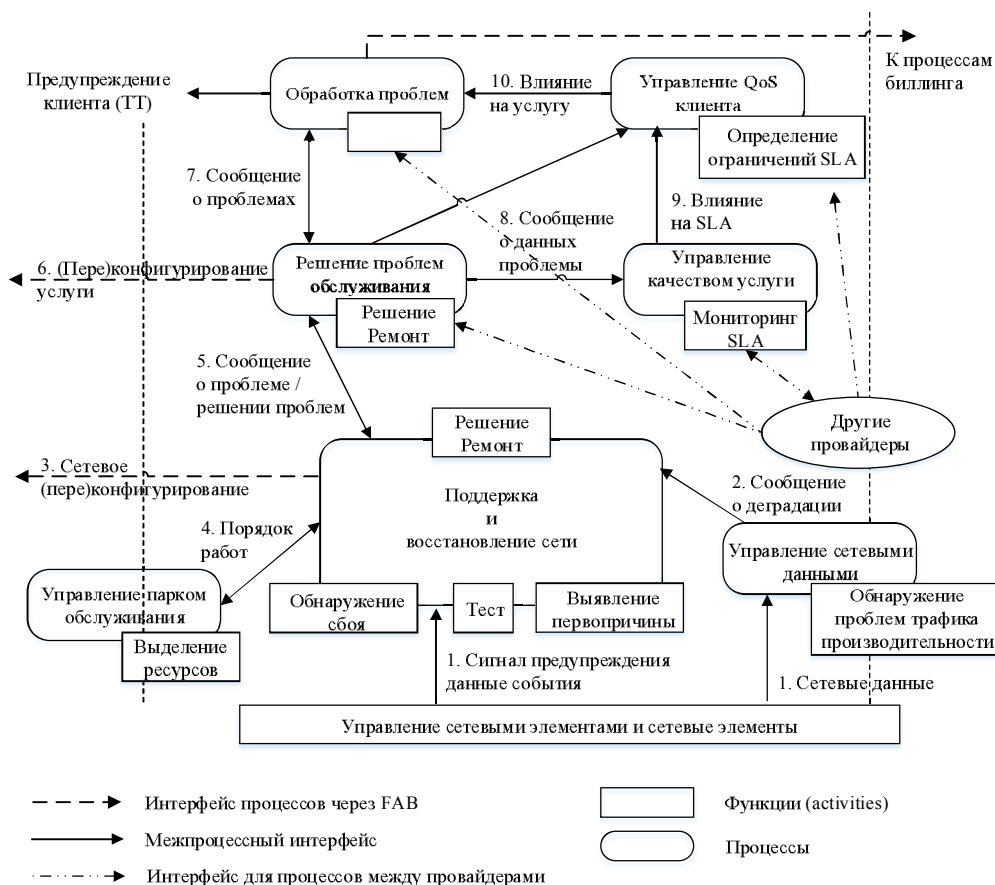 К процессам
биллинга
Предупреждение
клиента (ТТ)
Обработка проблем
10. Влияние
на услугу
Управление QoS
клиента
Определение
ограничений SLA
7. Сообщение
о проблемах
8. Сообщение
о данных
проблемы
9. Влияние
на SLA
6. (Пере)конфигурирование
услуги
Решение проблем
обслуживания
Решение
Ремонт
Управление
качеством услуги
Мониторинг
SLA
5. Сообщение
о проблеме /
решении проблем
Другие
провайдеры
Решение
Ремонт
3. Сетевое
(пере)конфигурирование
Поддержка
и
восстановление сети
2. Сообщение
о деградации
4. Порядок
работ
Управление сетевыми
данными
Управление парком
обслуживания
Выделение
ресурсов
Обнаружение
сбоя
Тест
Выявление
первопричины
Обнаружение
проблем трафика
производительности
1. Сигнал предупреждения
данные события
1. Сетевые данные
Управление сетевыми элементами и сетевые элементы
Интерфейс процессов через FAB
Функции (activities)
Межпроцессный интерфейс
Процессы
Интерфейс для процессов между провайдерами